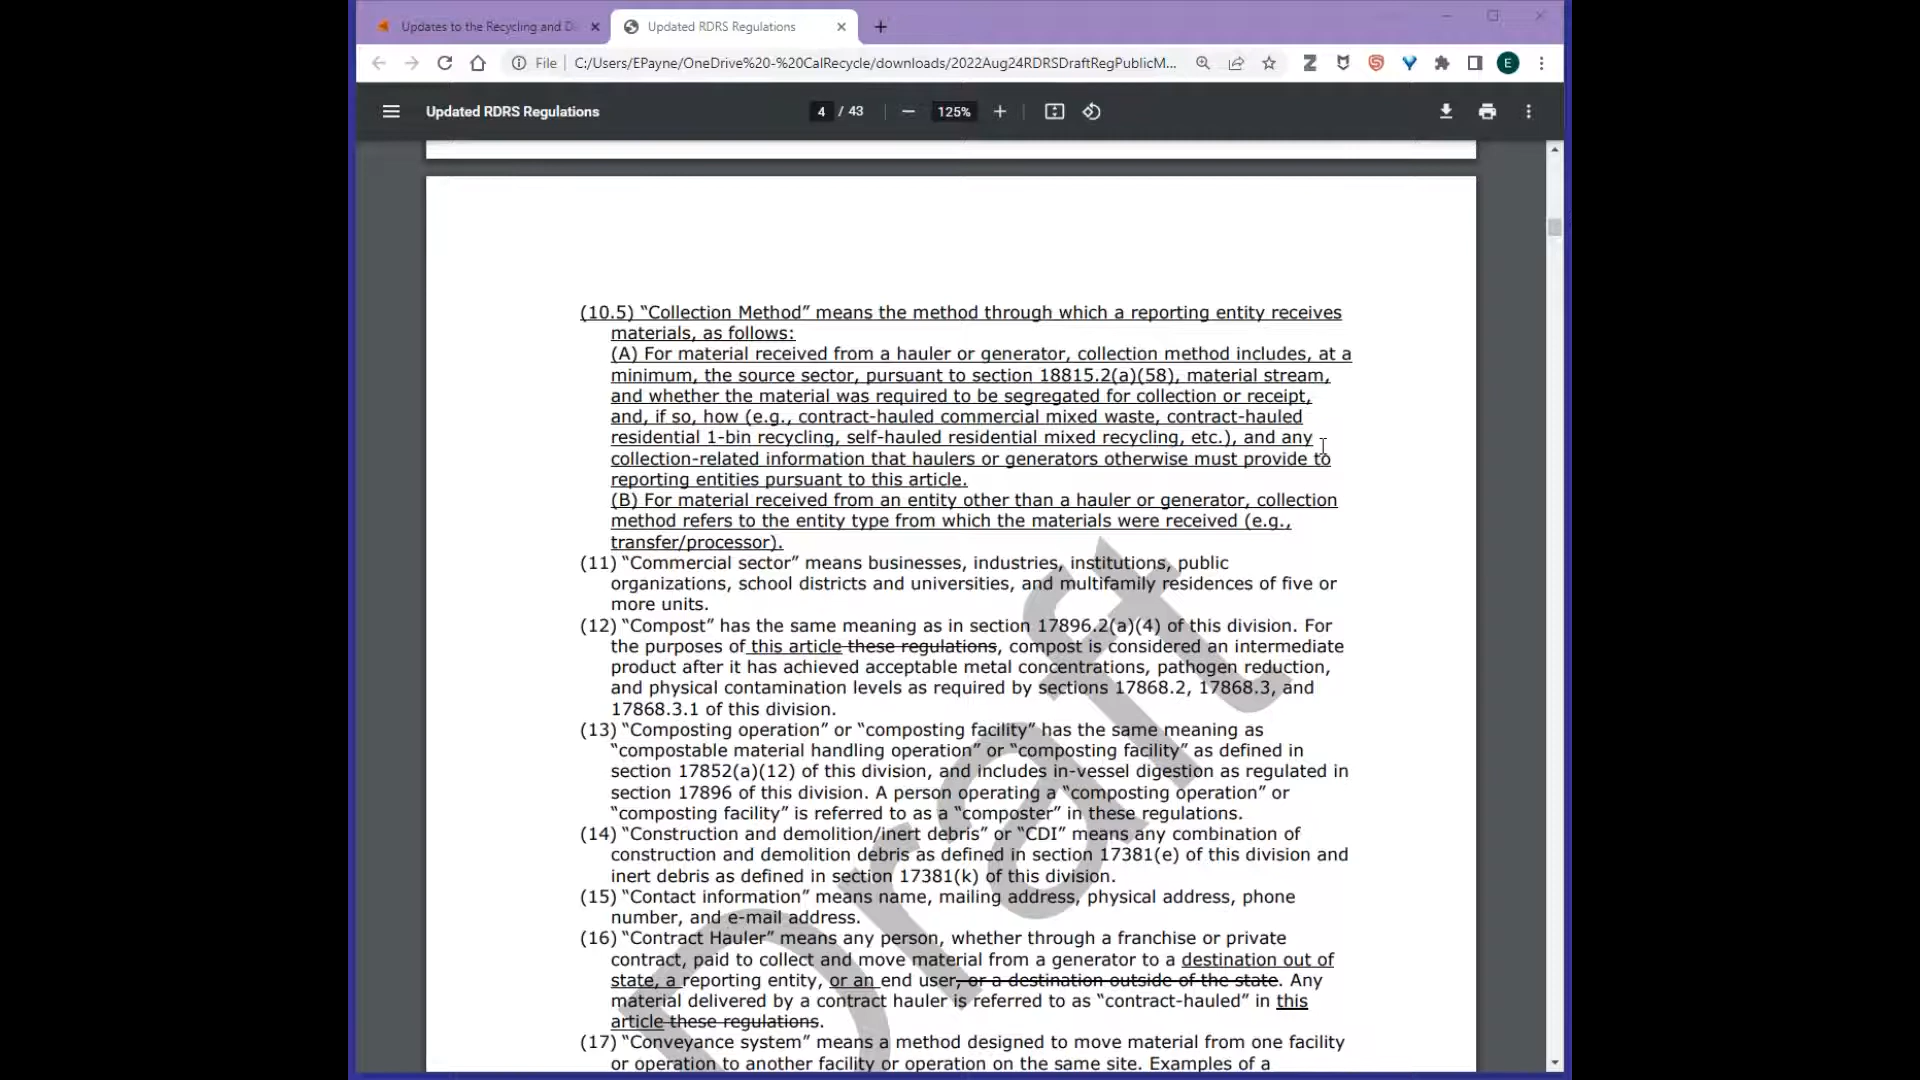 Updates to the Recycling and D
Updated RDRS Regulations
File
C:/Users/EPayne/OneDrive%20-%20CalRecycle/downloads/2022Aug24RDRSDraftRegPublicM...
E
Updated RDRS Regulations
4 / 43
125%
(10.5) “Collection Method” means the method through which a reporting entity receives
materials, as follows:
(A) For material received from a hauler or generator, collection method includes, at a
minimum, the source sector, pursuant to section 18815.2(a)(58), material stream,
and whether the material was required to be segregated for collection or receipt,
and, if so, how (e.g., contract-hauled commercial mixed waste, contract-hauled
residential 1-bin recycling, self-hauled residential mixed recycling, etc.), and any
collection-related information that haulers or generators otherwise must provide to
reporting entities pursuant to this article.
(B) For material received from an entity other than a hauler or generator, collection
method refers to the entity type from which the materials were received (e.g.,
transfer/processor).
(11) “Commercial sector” means businesses, industries, institutions, public
organizations, school districts and universities, and multifamily residences of five or
more units.
(12) “Compost” has the same meaning as in section 17896.2(a)(4) of this division. For
the purposes of this article these regulations, compost is considered an intermediate
product after it has achieved acceptable metal concentrations, pathogen reduction,
and physical contamination levels as required by sections 17868.2, 17868.3, and
17868.3.1 of this division.
(13) “Composting operation” or “composting facility” has the same meaning as
“compostable material handling operation” or “composting facility” as defined in
section 17852(a)(12) of this division, and includes in-vessel digestion as regulated in
section 17896 of this division. A person operating a “composting operation” or
“composting facility” is referred to as a “composter” in these regulations.
(14) “Construction and demolition/inert debris” or “CDI” means any combination of
construction and demolition debris as defined in section 17381(e) of this division and
inert debris as defined in section 17381(k) of this division.
(15) “Contact information” means name, mailing address, physical address, phone
number, and e-mail address.
(16) “Contract Hauler” means any person, whether through a franchise or private
contract, paid to collect and move material from a generator to a destination out of
state, a reporting entity, or an end user, or a destination outside of the state. Any
material delivered by a contract hauler is referred to as “contract-hauled” in this
article these regulations.
(17) “Conveyance system” means a method designed to move material from one facility
or operation to another facility or operation on the same site. Examples of a
Draft